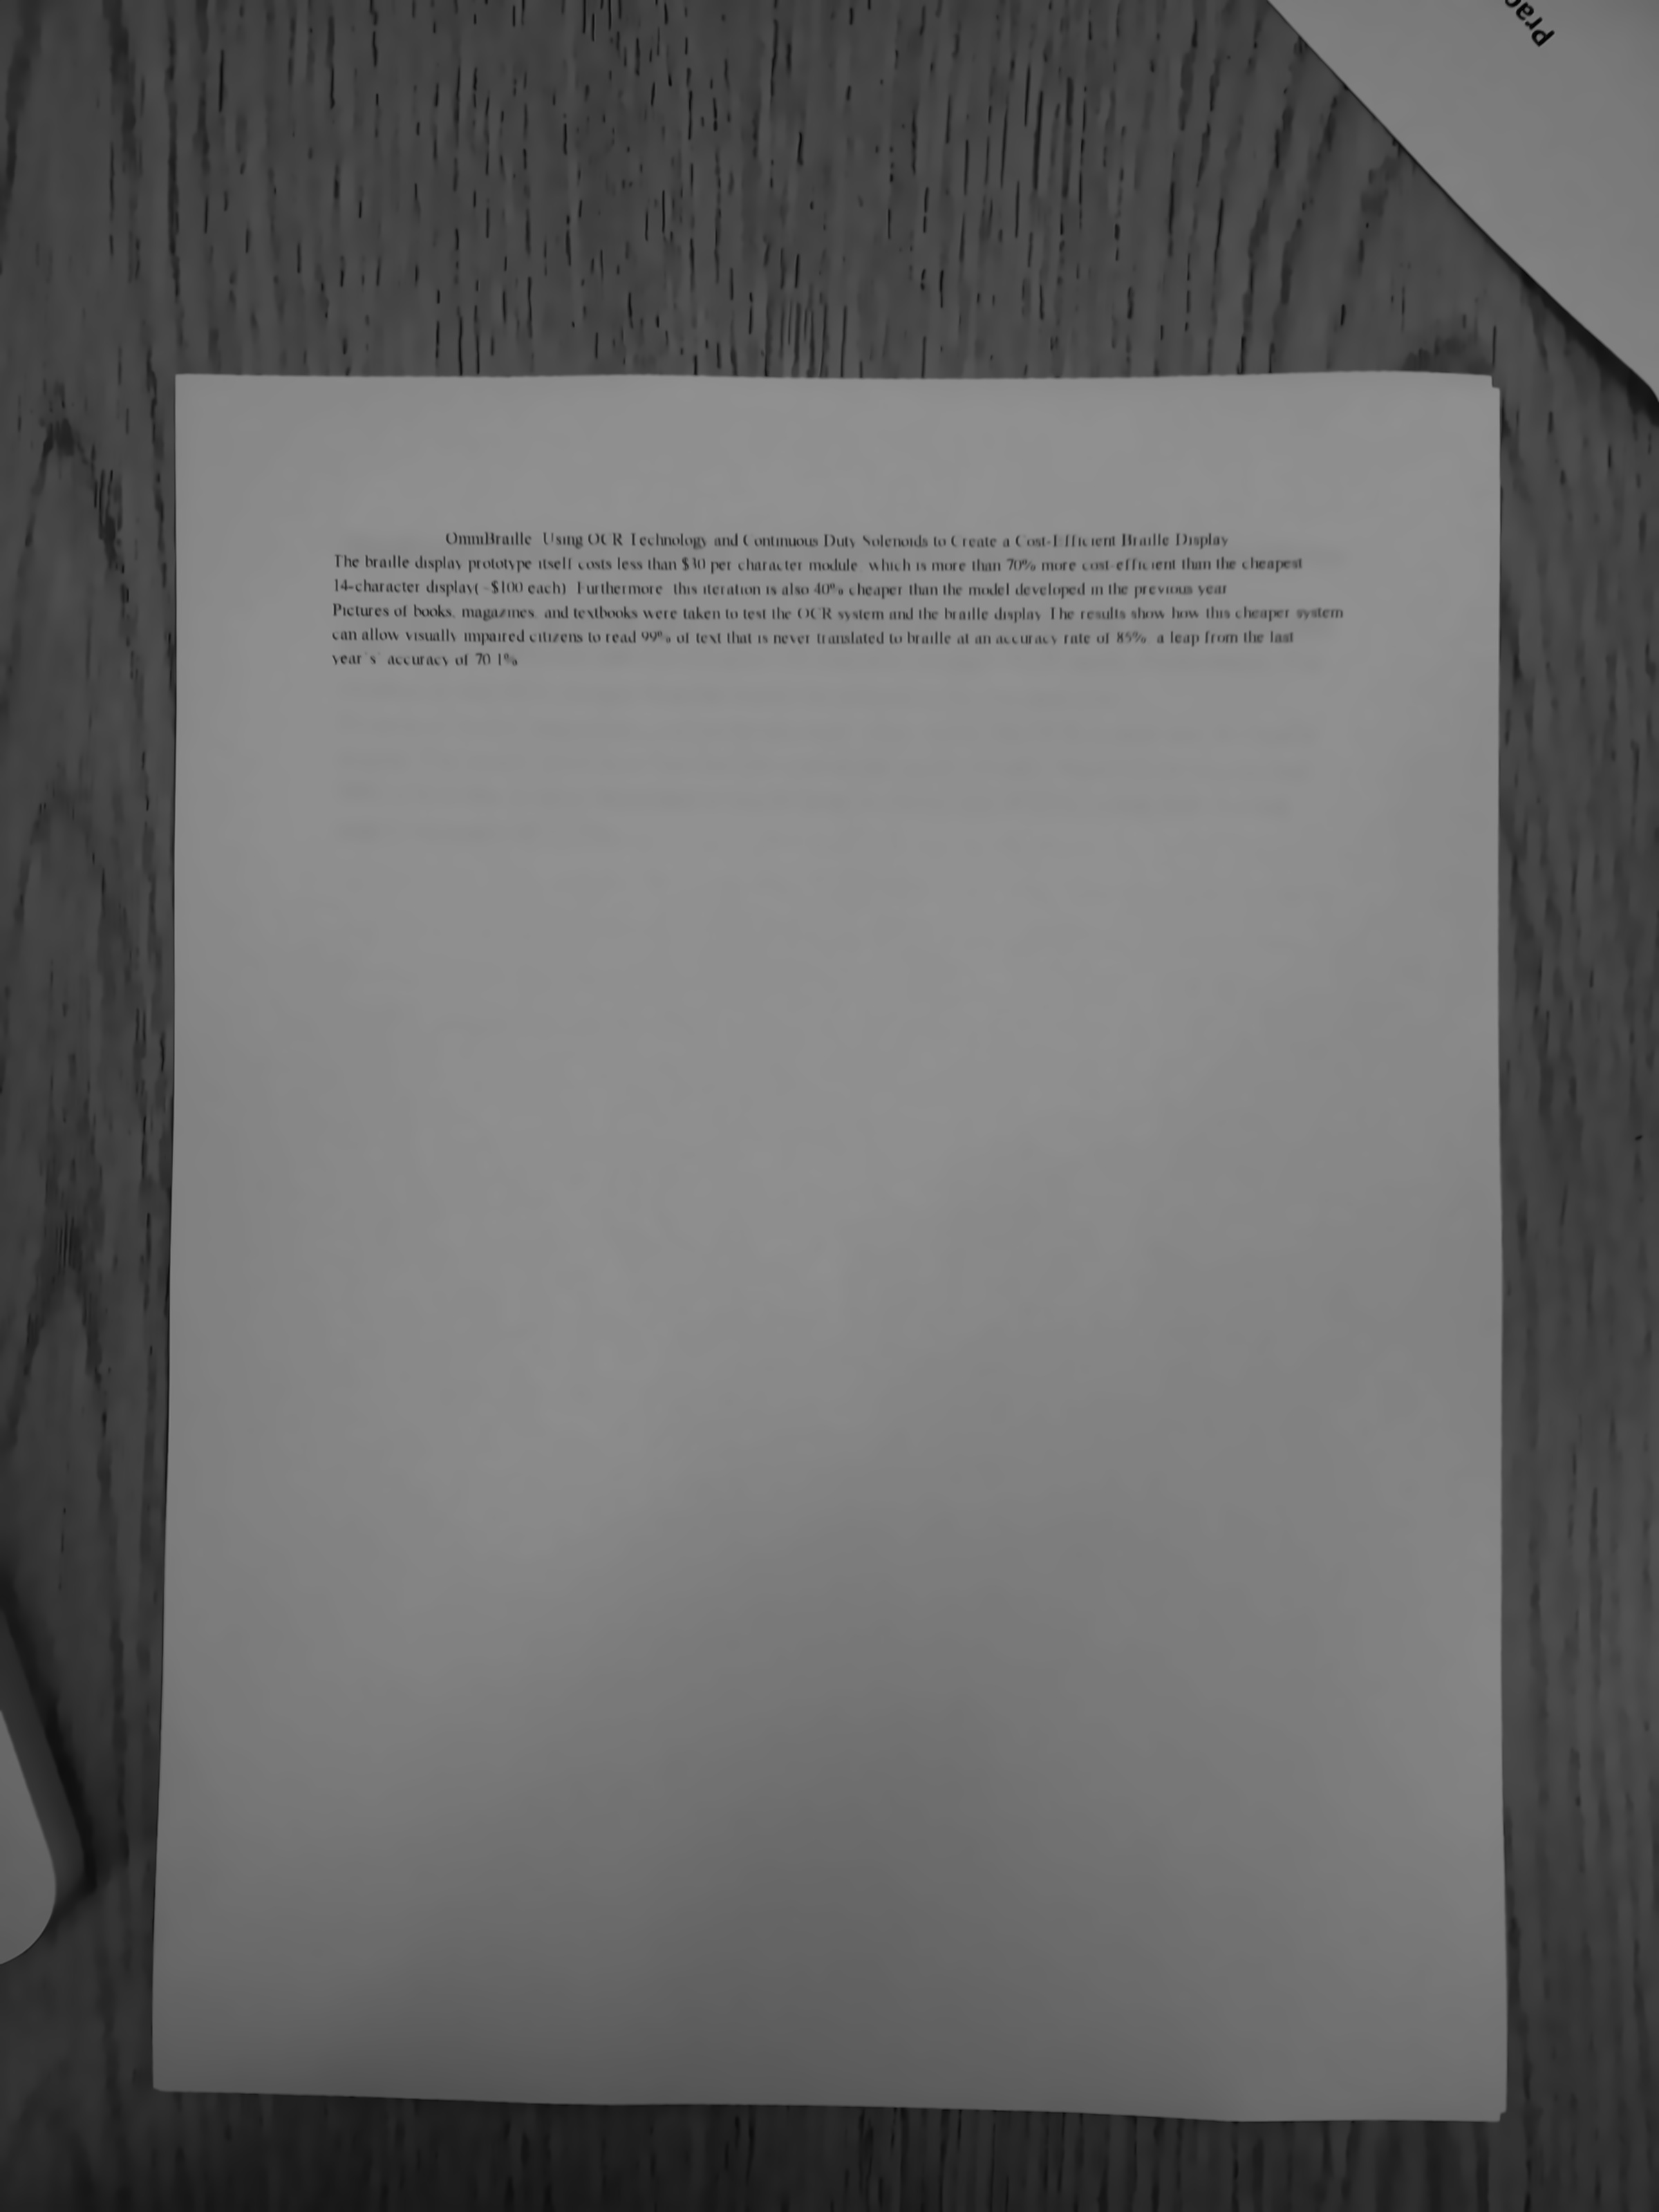 prac
OmniBraille Using OCR Technology and Continuous Duty Solenoids to Create a Cost-Efficient Braille Display
The braille display prototype itself costs less than $30 per character module which is more than 70% more cost-efficient than the cheapest
14-character display(~$100 each) Furthermore this iteration is also 40% cheaper than the model developed in the previous year
Pictures of books, magazines, and textbooks were taken to test the OCR system and the braille display The results show how this cheaper system
can allow visually impaired citizens to read 99% of text that is never translated to braille at an accuracy rate of 85% a leap from the last
year's' accuracy of 70.1%